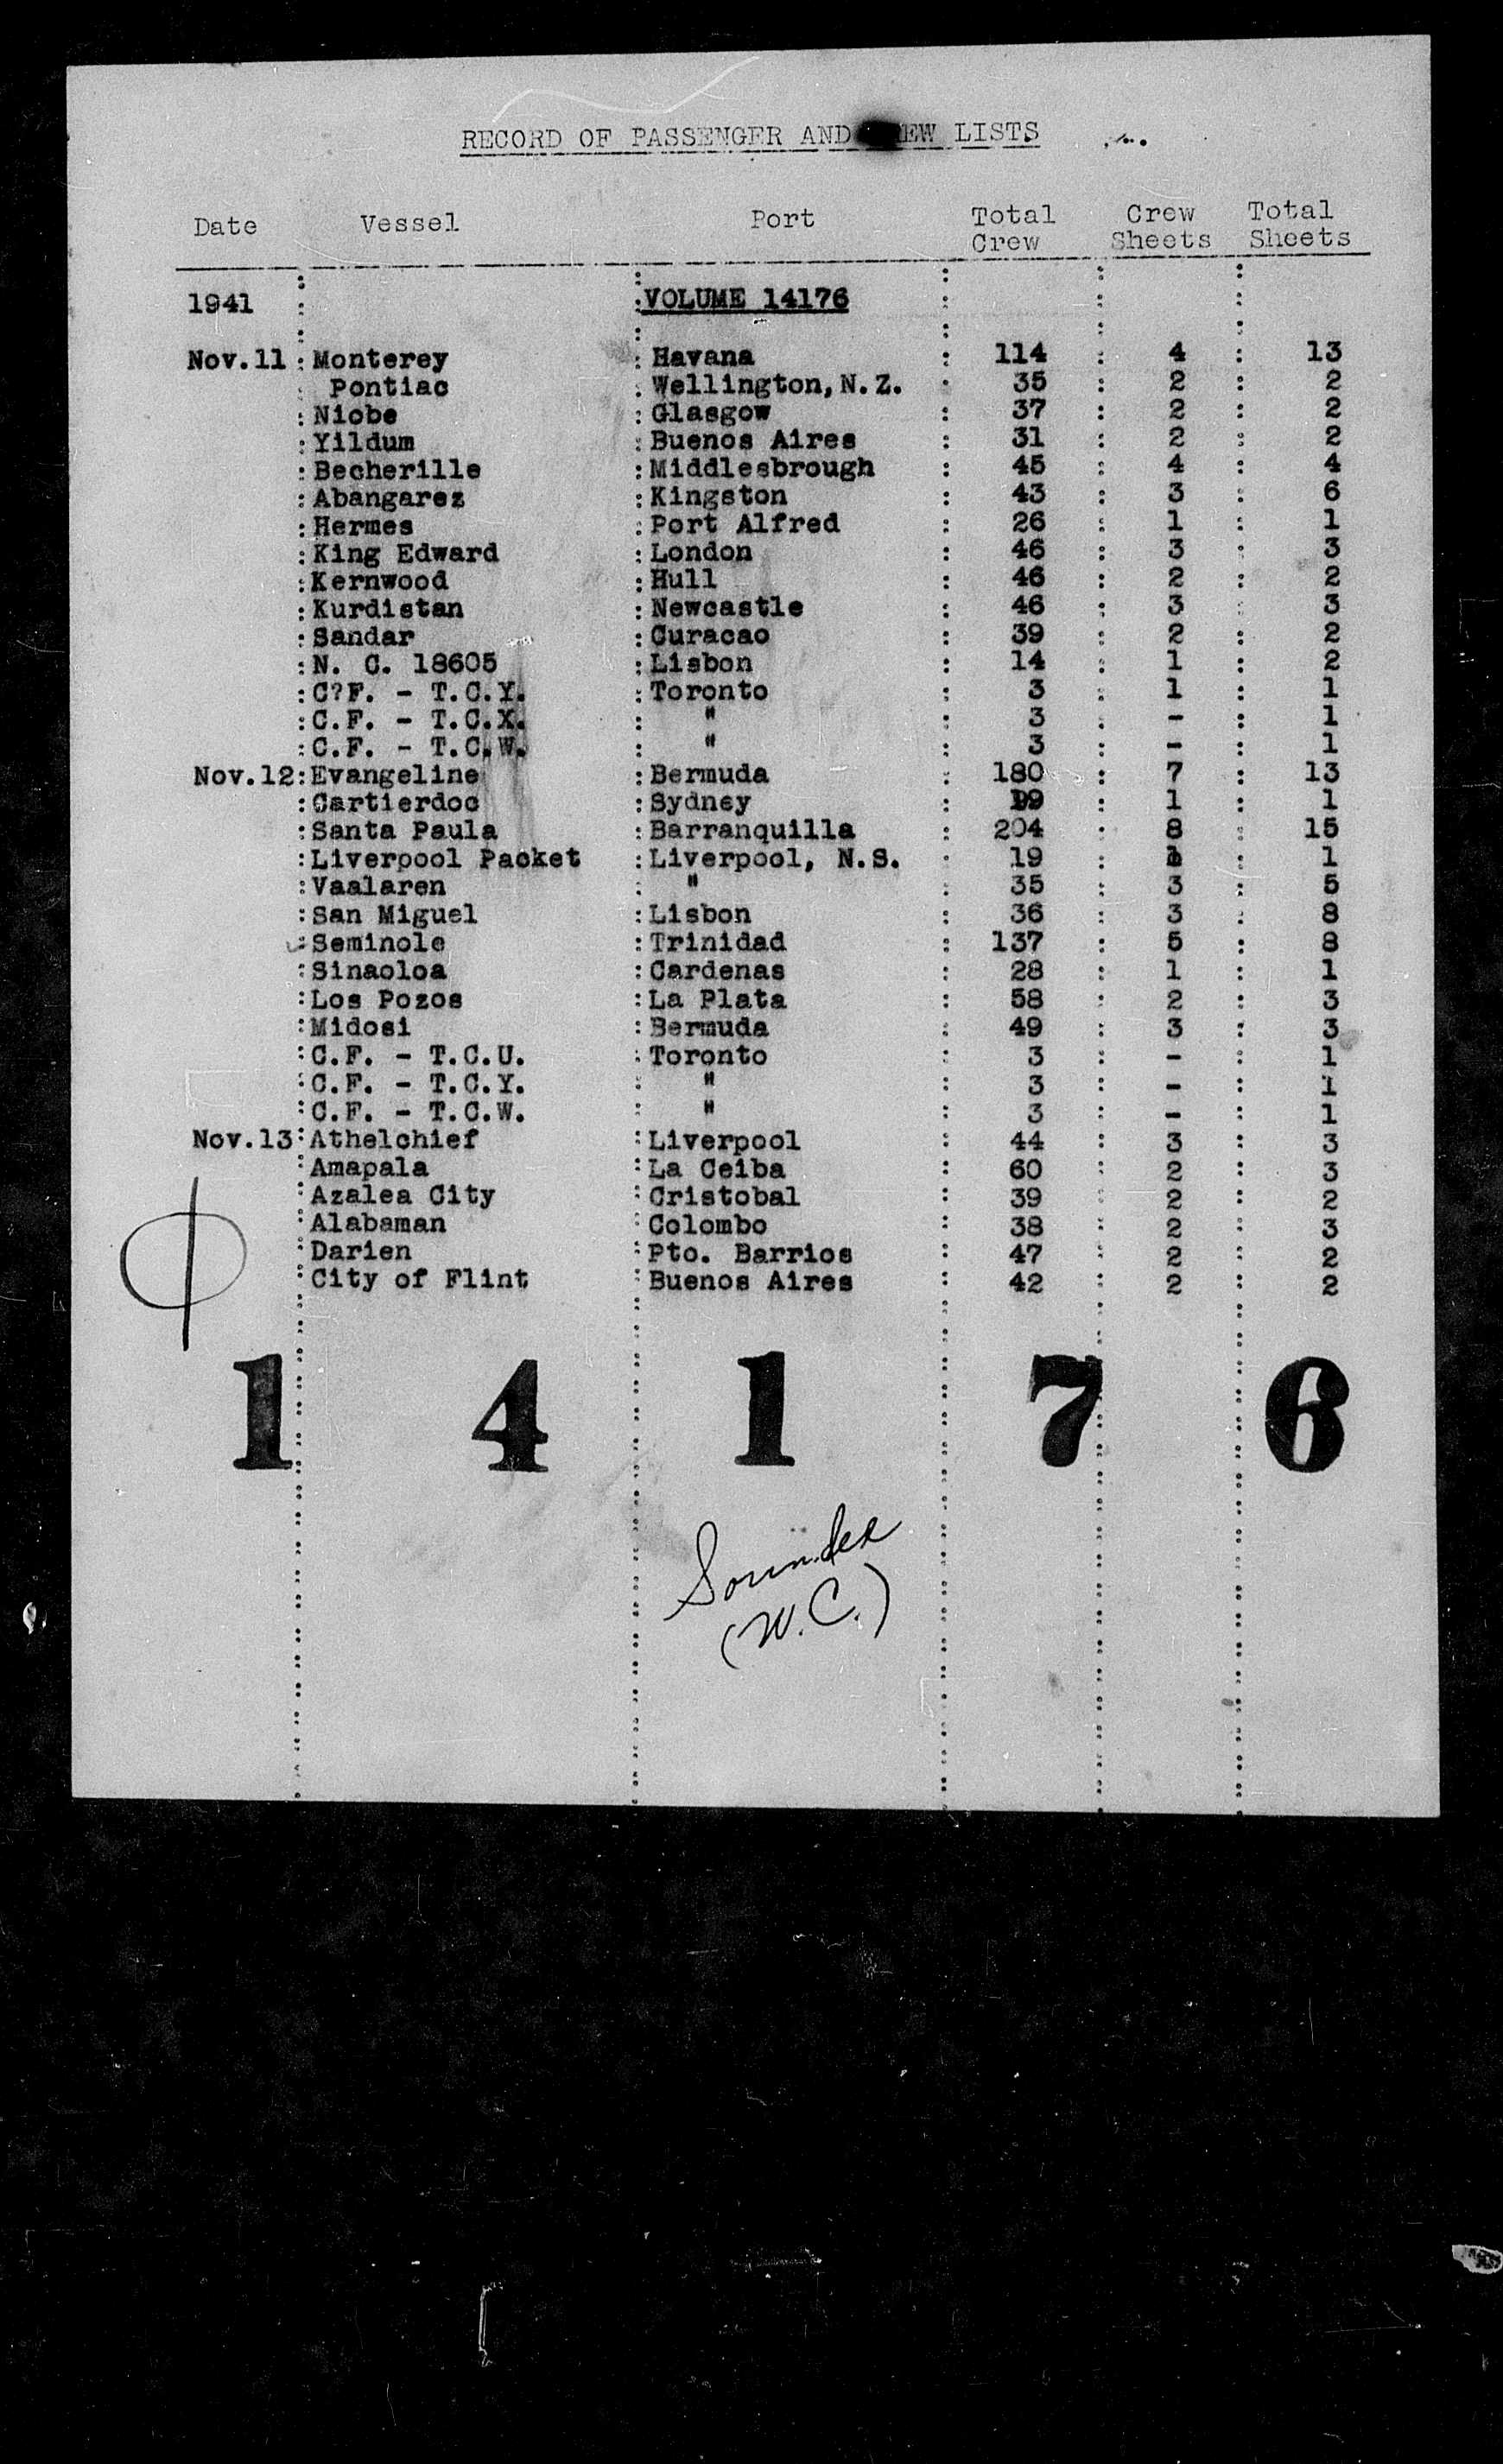 RECORD OF PASSENGER AND EW LISTS
Date Vessel Port Total Crew Crew Sheets Total Sheets
1941 : :VOLUME 14176
Nov.11 : Monterey : Havana : 114 : 4 : 13
: Pontiac : Wellington, N.Z. : 35 : 2 : 2
: Niobe : Glasgow : 37 : 2 : 2
: Yildum : Buenos Aires : 31 : 2 : 2
: Becherille : Middlesbrough : 45 : 4 : 4
: Abangarez : Kingston : 43 : 3 : 6
: Hermes : Port Alfred : 26 : 1 : 1
: King Edward : London : 46 : 3 : 3
: Kernwood : Hull : 46 : 2 : 2
: Kurdistan : Newcastle : 46 : 3 : 3
: Sandar : Curacao : 39 : 2 : 2
: N. C. 18605 : Lisbon : 14 : 1 : 2
: C?F. - T.C.Y. : Toronto : 3 : 1 : 1
: C.F. - T.C.X. : " : 3 : - : 1
: C.F. - T.C.W. : " : 3 : - : 1
Nov.12 : Evangeline : Bermuda : 180 : 7 : 13
: Cartierdoc : Sydney : 19 : 1 : 1
: Santa Paula : Barranquilla : 204 : 8 : 15
: Liverpool Packet : Liverpool, N.S. : 19 : 1 : 1
: Vaalaren : " : 35 : 3 : 5
: San Miguel : Lisbon : 36 : 3 : 8
: Seminole : Trinidad : 137 : 5 : 8
: Sinaoloa : Cardenas : 28 : 1 : 1
: Los Pozos : La Plata : 58 : 2 : 3
: Midosi : Bermuda : 49 : 3 : 3
: C.F. - T.C.U. : Toronto : 3 : - : 1
: C.F. - T.C.Y. : " : 3 : - : 1
: C.F. - T.C.W. : " : 3 : - : 1
Nov.13 : Athelchief : Liverpool : 44 : 3 : 3
: Amapala : La Ceiba : 60 : 2 : 3
: Azalea City : Cristobal : 39 : 2 : 2
: Alabaman : Colombo : 38 : 2 : 3
: Darien : Pto. Barrios : 47 : 2 : 2
: City of Flint : Buenos Aires : 42 : 2 : 2
1 4 1 7 6
(W.C.)